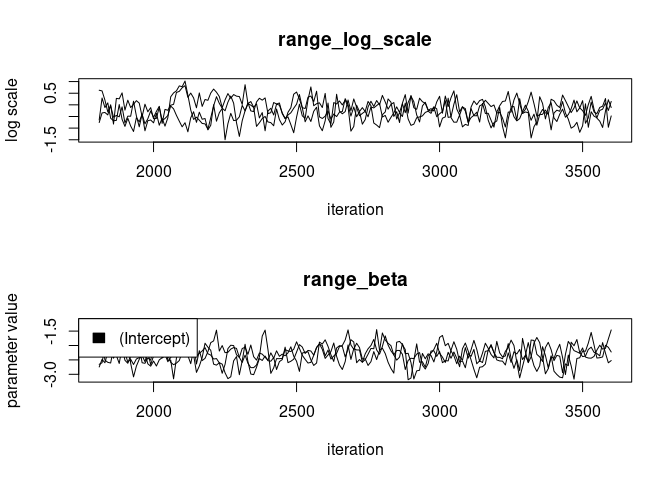 range_log_scale
log scale
0.5
-1.5
2000 2500 3000 3500
iteration
range_beta
parameter value
-1.5
-3.0
(Intercept)
2000 2500 3000 3500
iteration